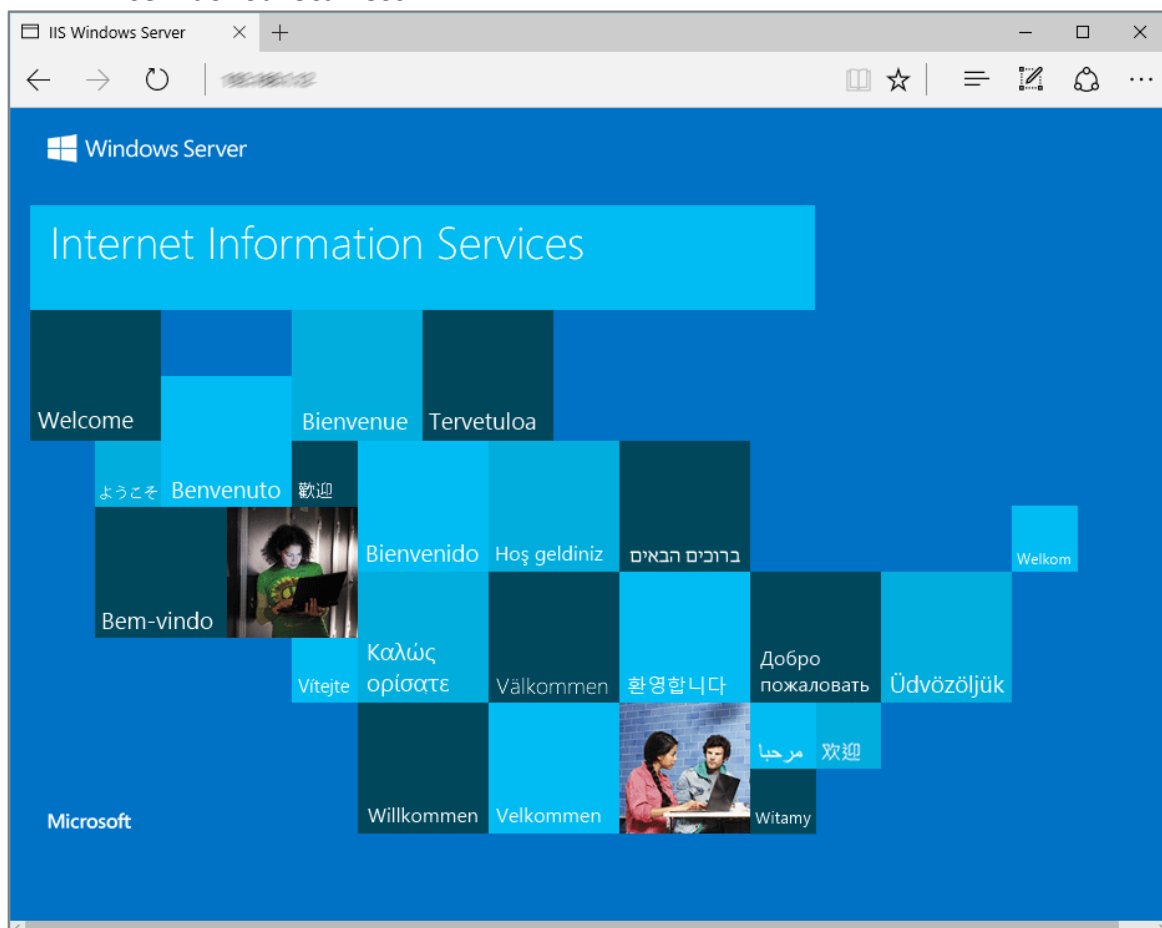 IIS Windows Server
Windows Server
Internet Information Services
Welcome
Bienvenue
Tervetuloa
ようこそ
Benvenuto
歡迎
Bienvenido
Hoş geldiniz
ברוכים הבאים
Welkom
Bem-vindo
Vítejte
Καλώς
ορίσατε
Välkommen
환영합니다
Добро
пожаловать
Üdvözöljük
مرحبا
欢迎
Willkommen
Velkommen
Witamy
Microsoft